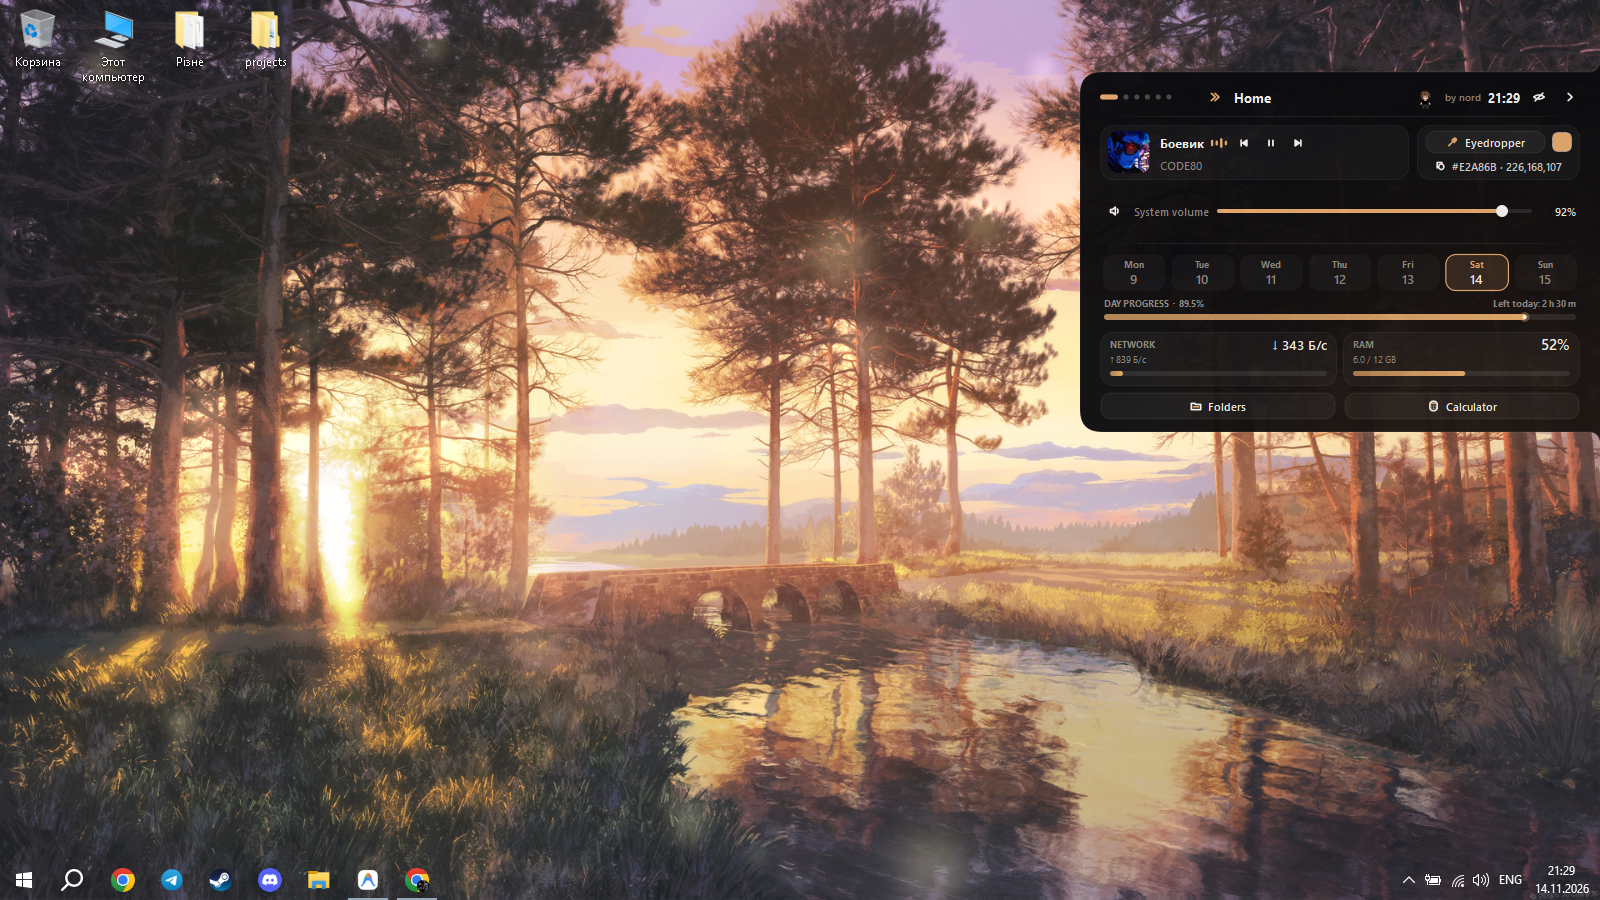 Корзина
Этот компьютер
Різне
projects
Home
by nord 21:29
Боевик
CODE80
Eyedropper
#E2A86B · 226,168,107
System volume
92%
Mon 9
Tue 10
Wed 11
Thu 12
Fri 13
Sat 14
Sun 15
DAY PROGRESS · 89.5%
Left today: 2 h 30 m
NETWORK
↓ 343 Б/с
↑ 839 Б/с
RAM
52%
6.0 / 12 GB
Folders
Calculator
ENG
21:29
14.11.2026